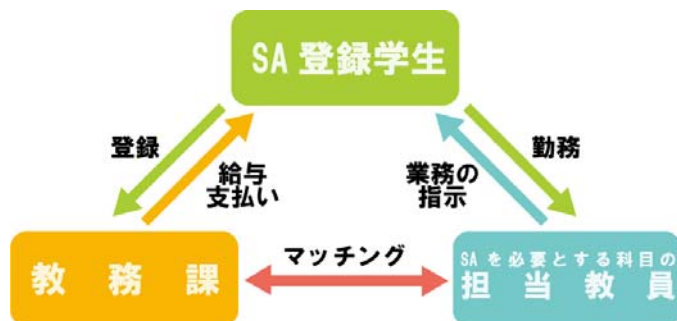 SA 登録学生
登録
給与
支払い
業務の
指示
勤務
マッチング
教務課
SAを必要とする科目の
担当教員